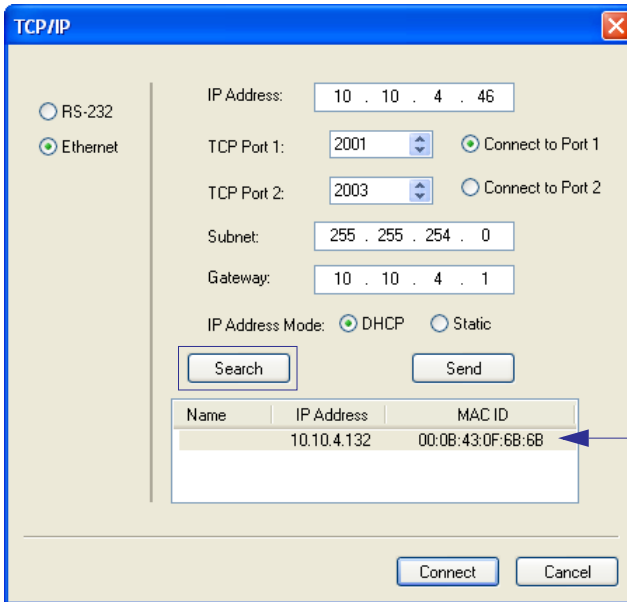 TCP/IP
RS-232
Ethernet
IP Address: 10 . 10 . 4 . 46
TCP Port 1: 2001 Connect to Port 1
TCP Port 2: 2003 Connect to Port 2
Subnet: 255 . 255 . 254 . 0
Gateway: 10 . 10 . 4 . 1
IP Address Mode: DHCP Static
Search Send
Name IP Address MAC ID
10.10.4.132 00:0B:43:0F:6B:6B
Connect Cancel